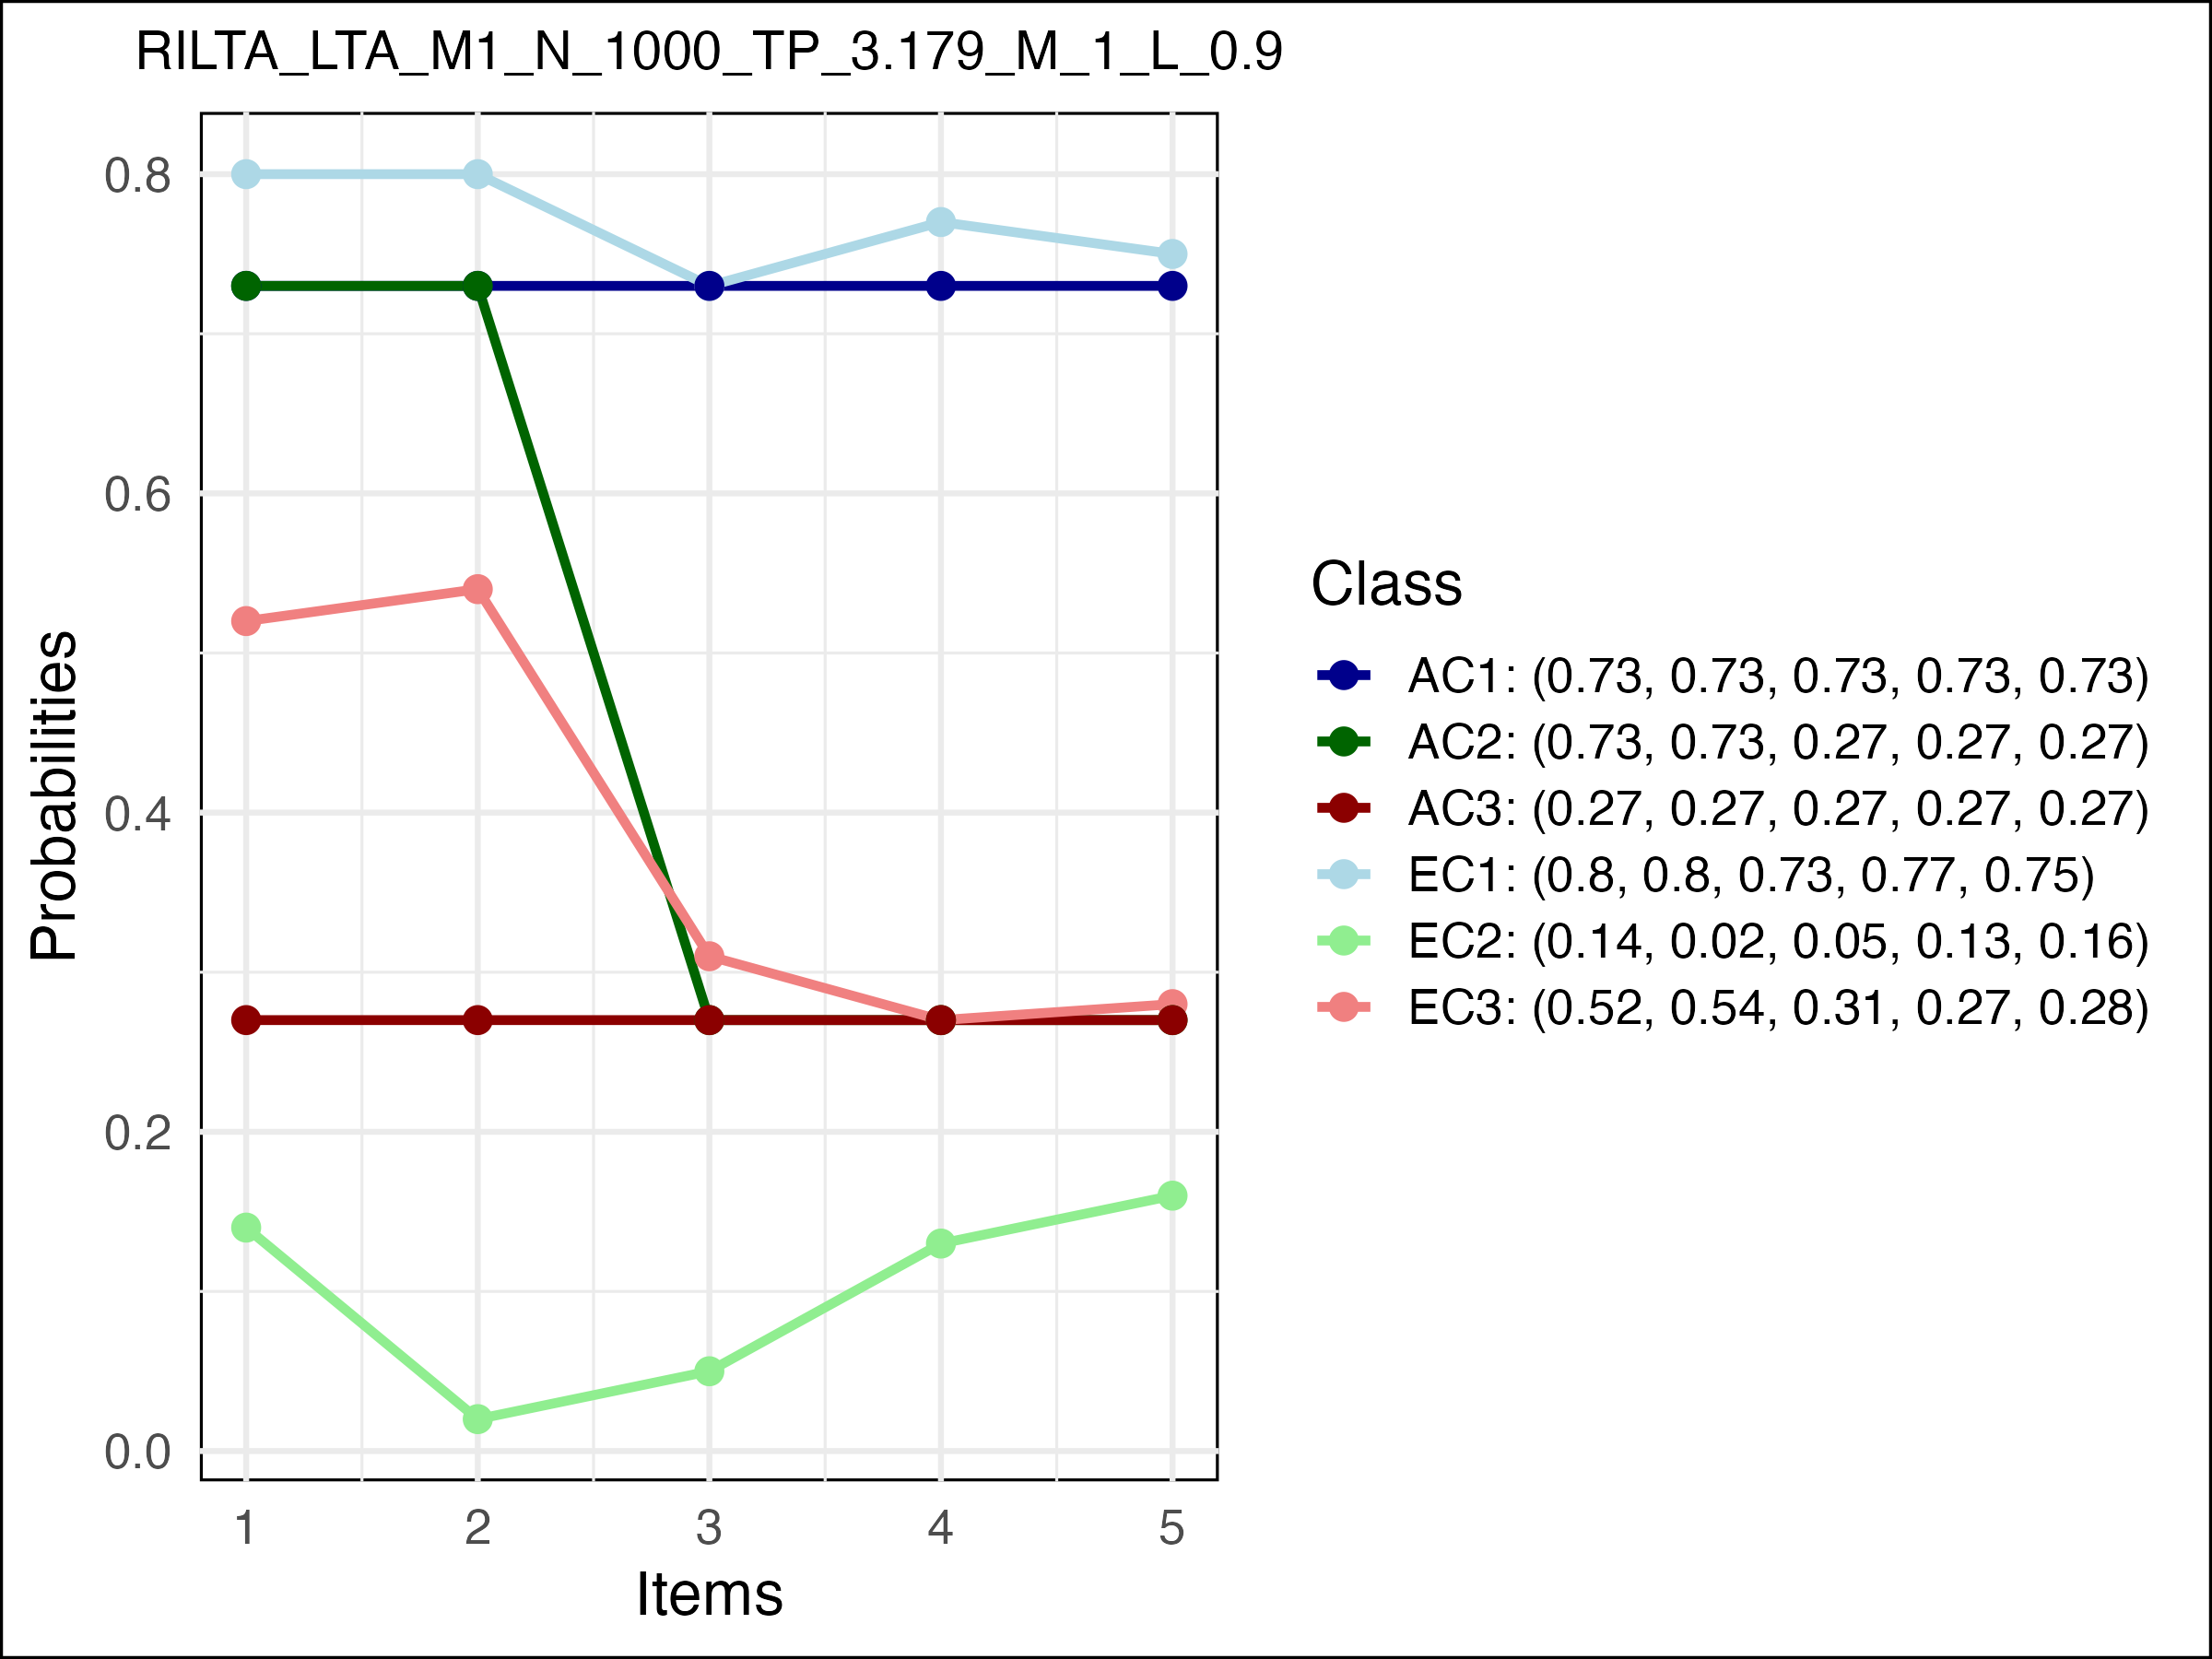 RILTA_LTA_M1_N_1000_TP_3.179_M_1_L_0.9
Probabilities
0.8
0.6
0.4
0.2
0.0
1 2 3 4 5
Items
Class
AC1: (0.73, 0.73, 0.73, 0.73, 0.73)
AC2: (0.73, 0.73, 0.27, 0.27, 0.27)
AC3: (0.27, 0.27, 0.27, 0.27, 0.27)
EC1: (0.8, 0.8, 0.73, 0.77, 0.75)
EC2: (0.14, 0.02, 0.05, 0.13, 0.16)
EC3: (0.52, 0.54, 0.31, 0.27, 0.28)